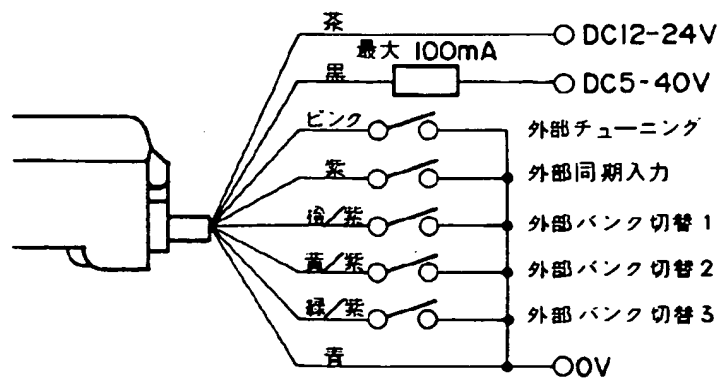 茶 DC12-24V
最大 100mA
黒 DC5-40V
ピンク 外部チューニング
紫 外部同期入力
橙/紫 外部バンク切替1
黄/紫 外部バンク切替2
緑/紫 外部バンク切替3
青 0V